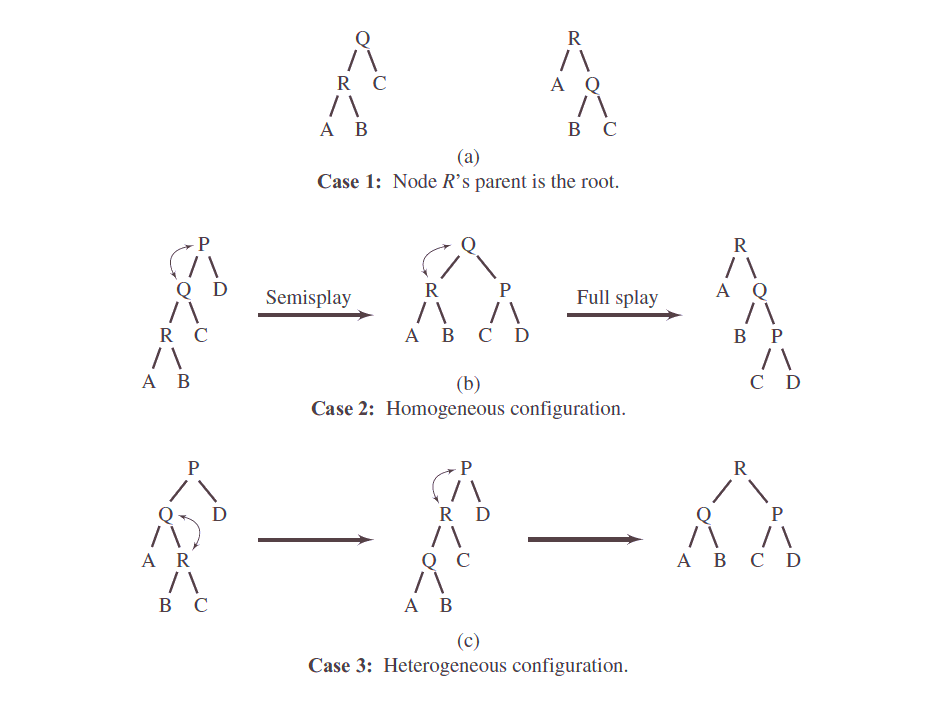 Q R
R C A Q
A B B C
(a)
Case 1: Node R's parent is the root.
P Q R
Q D R P A Q
Semisplay Full splay
R C A B C D B P
A B C D
(b)
Case 2: Homogeneous configuration.
P P R
Q D R D Q P
A R Q C A B C D
B C A B
(c)
Case 3: Heterogeneous configuration.